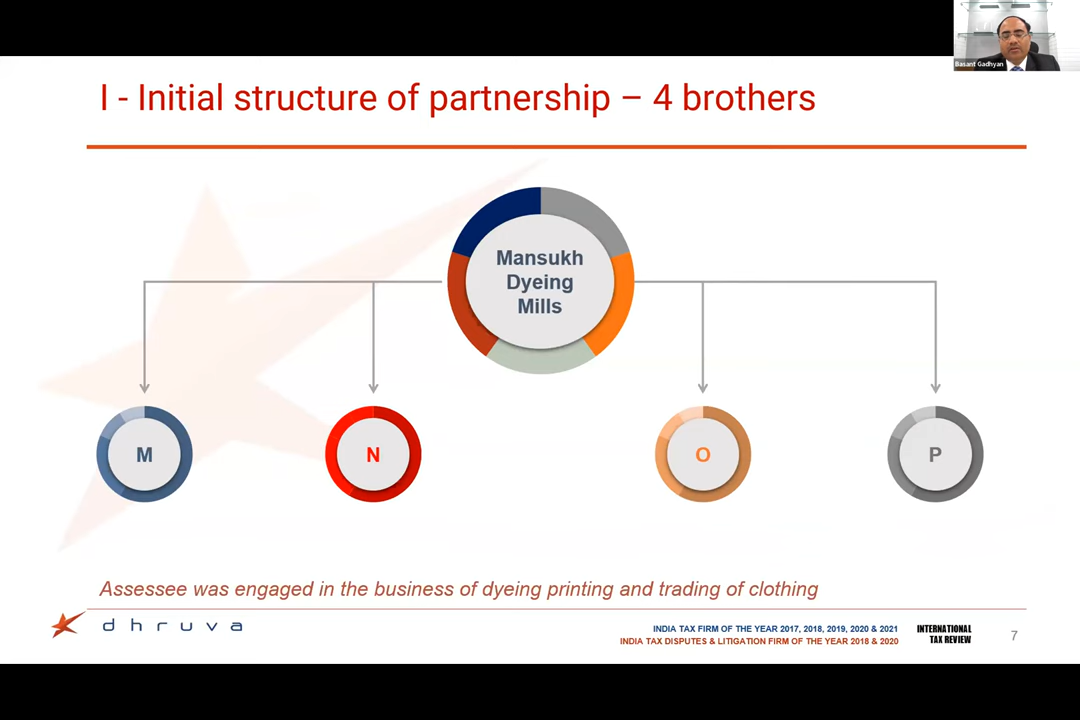 Basant Gadhyan
I - Initial structure of partnership – 4 brothers
Mansukh
Dyeing
Mills
M
N
O
P
Assessee was engaged in the business of dyeing printing and trading of clothing
dhruva
INDIA TAX FIRM OF THE YEAR 2017, 2018, 2019, 2020 & 2021
INDIA TAX DISPUTES & LITIGATION FIRM OF THE YEAR 2018 & 2020
INTERNATIONAL
TAX REVIEW
7